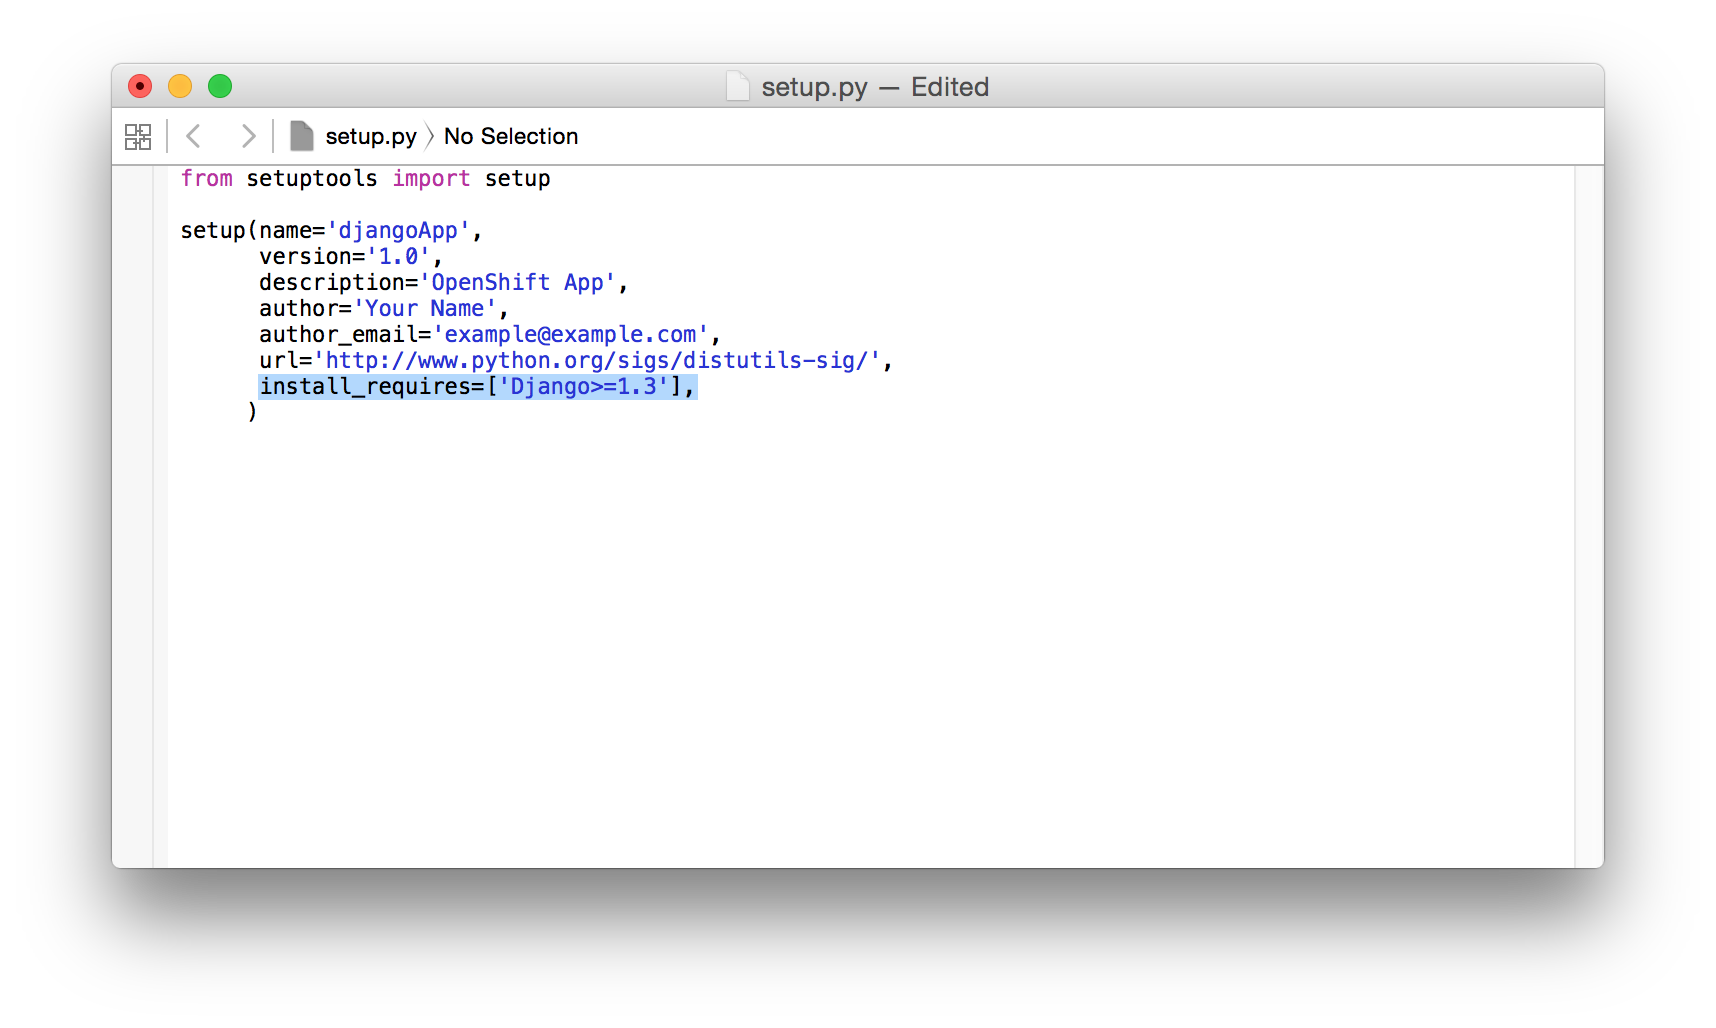 setup.py — Edited
setup.py 〉 No Selection
from setuptools import setup

setup(name='djangoApp',
      version='1.0',
      description='OpenShift App',
      author='Your Name',
      author_email='example@example.com',
      url='http://www.python.org/sigs/distutils-sig/',
      install_requires=['Django>=1.3'],
     )